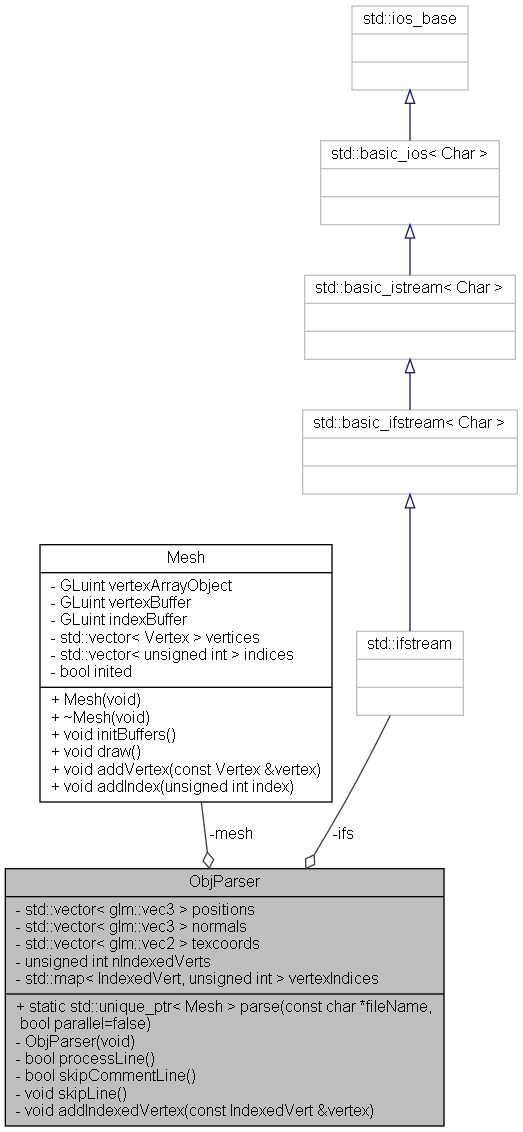 std::ios_base
std::basic_ios< Char >
std::basic_istream< Char >
std::basic_ifstream< Char >
Mesh
- GLuint vertexArrayObject
- GLuint vertexBuffer
- GLuint indexBuffer
- std::vector< Vertex > vertices
- std::vector< unsigned int > indices
- bool inited
+ Mesh(void)
+ ~Mesh(void)
+ void initBuffers()
+ void draw()
+ void addVertex(const Vertex &vertex)
+ void addIndex(unsigned int index)
std::ifstream
-mesh
-ifs
ObjParser
- std::vector< glm::vec3 > positions
- std::vector< glm::vec3 > normals
- std::vector< glm::vec2 > texcoords
- unsigned int nIndexedVerts
- std::map< IndexedVert, unsigned int > vertexIndices
+ static std::unique_ptr< Mesh > parse(const char *fileName,
bool parallel=false)
- ObjParser(void)
- bool processLine()
- bool skipCommentLine()
- void skipLine()
- void addIndexedVertex(const IndexedVert &vertex)